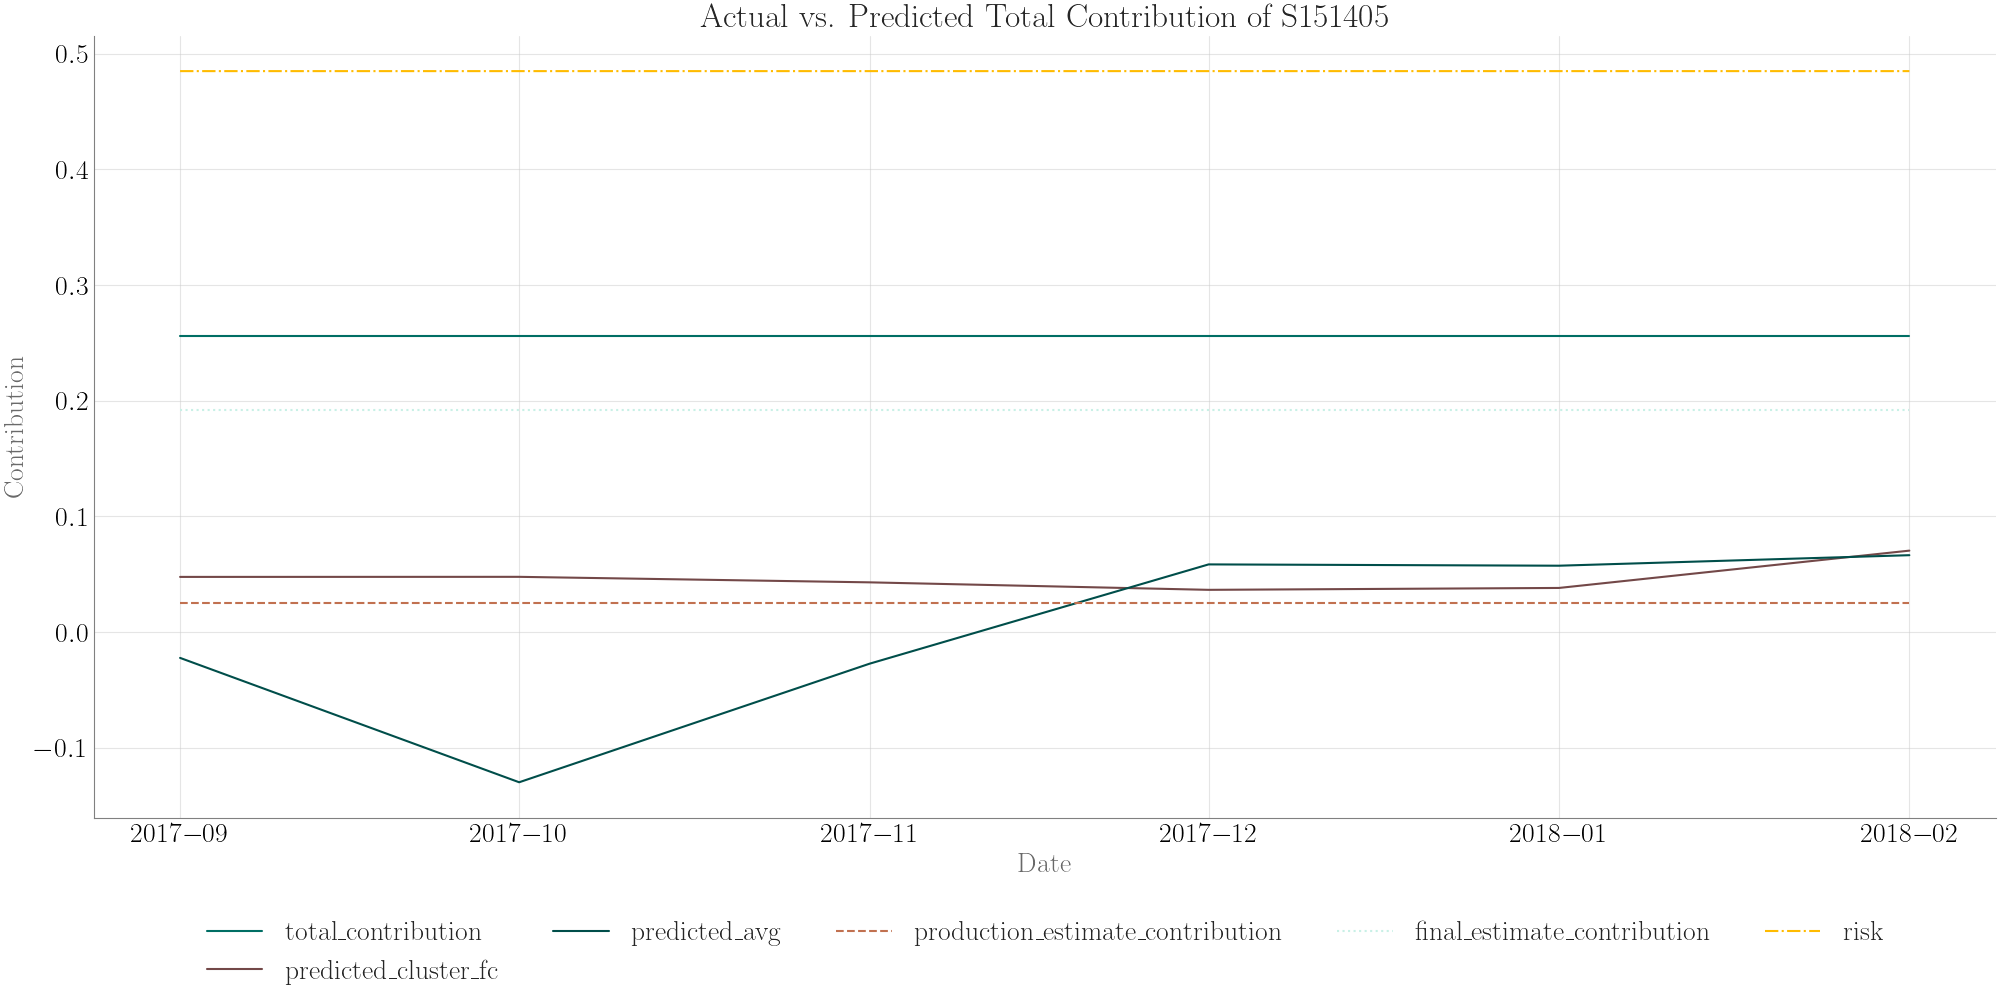 Actual vs. Predicted Total Contribution of S151405
Contribution
0.5
0.4
0.3
0.2
0.1
0.0
−0.1
2017–09 2017–10 2017–11 2017–12 2018–01 2018–02
Date
total_contribution predicted_avg production_estimate_contribution final_estimate_contribution risk
predicted_cluster_fc